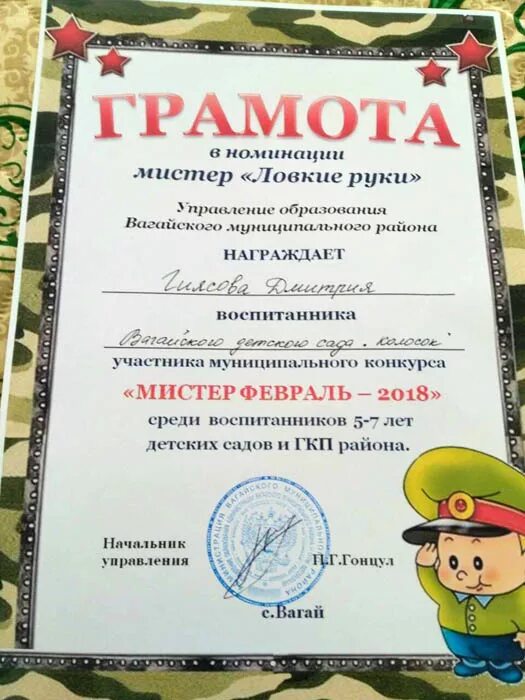 ГРАМОТА
в номинации
мистер «Ловкие руки»
Управление образования
Вагайского муниципального района
НАГРАЖДАЕТ
Гиясова Дмитрия
воспитанника
Вагайского детского сада "Колосок"
участника муниципального конкурса
«МИСТЕР ФЕВРАЛЬ – 2018»
среди воспитанников 5-7 лет
детских садов и ГКП района.
Начальник
управления
П.Г.Гонцул
с.Вагай